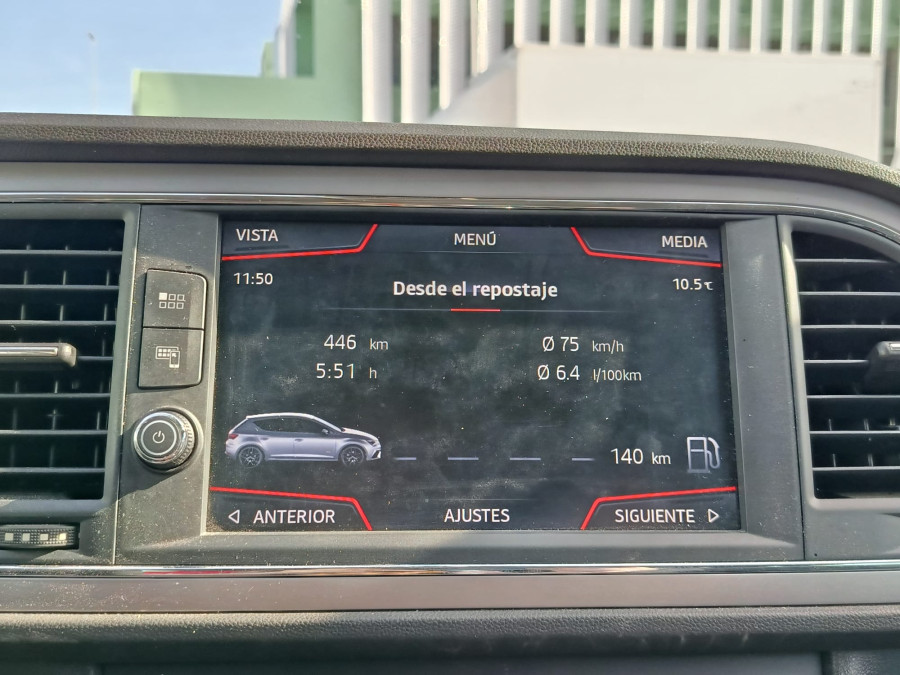 VISTA MENÚ MEDIA
11:50 10.5℃
Desde el repostaje
446 km Ø 75 km/h
5:51 h Ø 6.4 l/100km
140 km
◁ ANTERIOR AJUSTES SIGUIENTE ▷